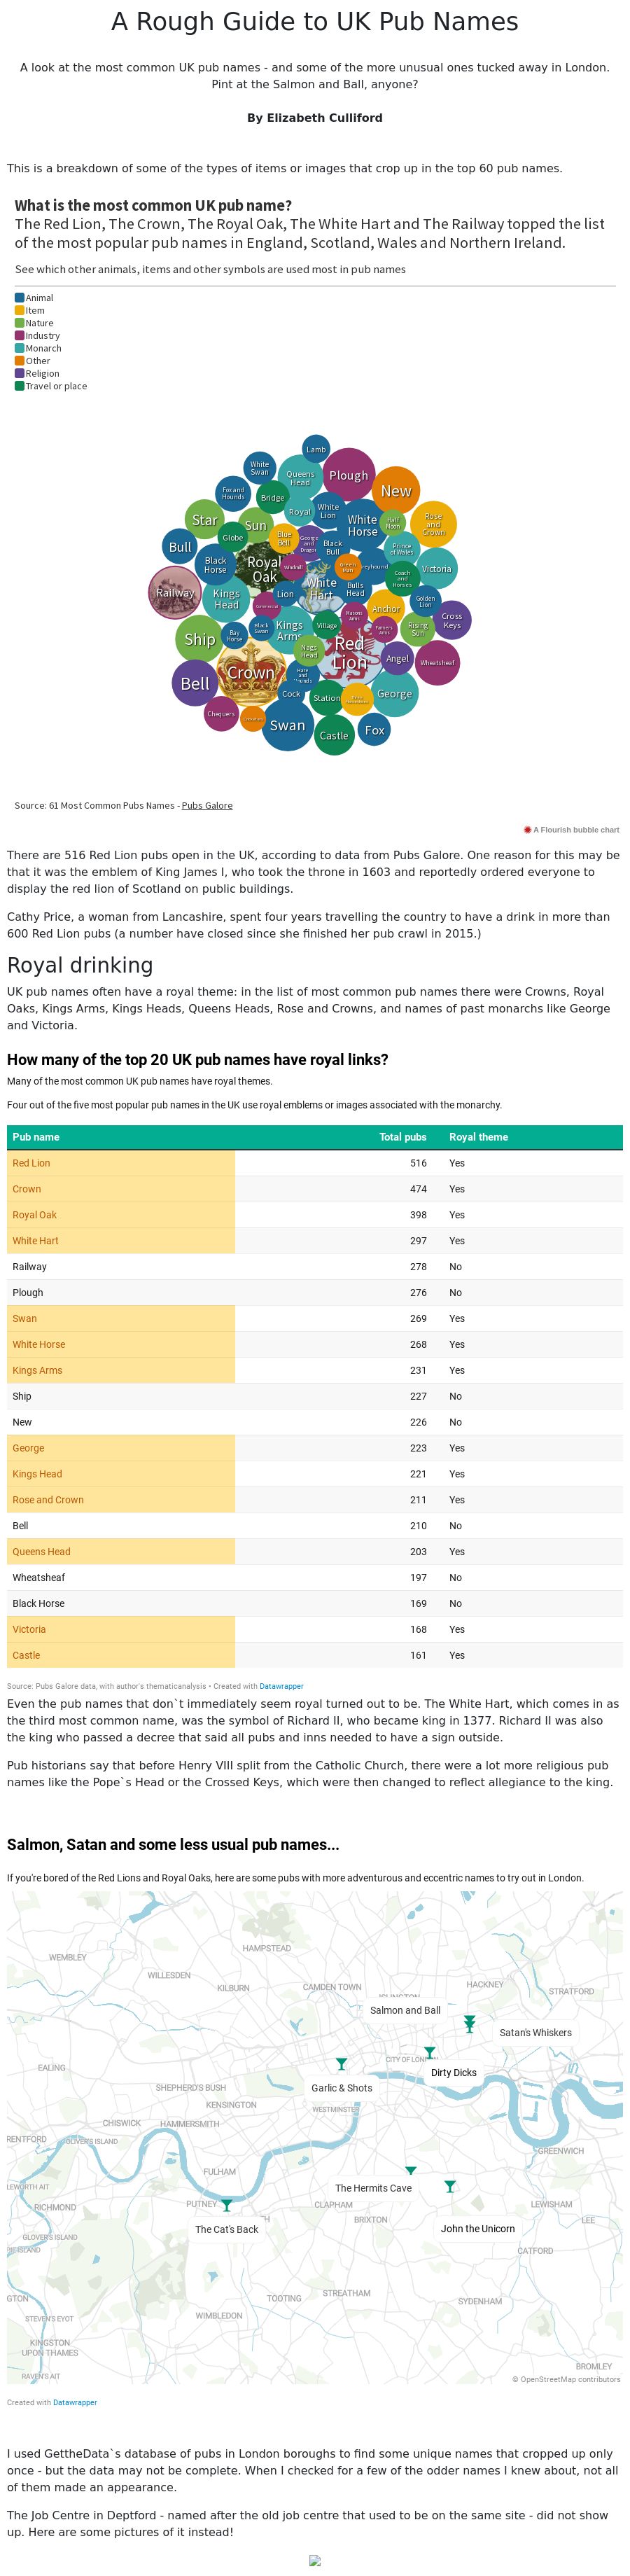 A Rough Guide to UK Pub Names
A look at the most common UK pub names - and some of the more unusual ones tucked away in London.
Pint at the Salmon and Ball, anyone?
By Elizabeth Culliford
This is a breakdown of some of the types of items or images that crop up in the top 60 pub names.
What is the most common UK pub name?
The Red Lion, The Crown, The Royal Oak, The White Hart and The Railway topped the list
of the most popular pub names in England, Scotland, Wales and Northern Ireland.
See which other animals, items and other symbols are used most in pub names
Animal
Item
Nature
Industry
Monarch
Other
Religion
Travel or place
Lamb
White
Swan
Queens
Head
Plough
Fox and
Hounds
Bridge
New
Royal
White
Lion
Star
Sun
White
Horse
Half
Moon
Rose
and
Crown
Globe
Blue
Bell
George
and
Dragon
Black
Bull
Prince
of Wales
Bull
Black
Horse
Royal
Oak
Windmill
Green
Man
Greyhound
Victoria
Coach
and
Horses
Railway
Kings
Head
Lion
White
Hart
Bulls
Head
Golden
Lion
Anchor
Masons
Arms
Cross
Keys
Ship
Bay
Horse
Black
Swan
Kings
Arms
Village
Farmers
Arms
Rising
Sun
Nags
Head
Red
Lion
Angel
Wheatsheaf
Bell
Crown
Hare
and
Hounds
Cock
Station
George
Chequers
Swan
Castle
Fox
Source: 61 Most Common Pubs Names - Pubs Galore
A Flourish bubble chart
There are 516 Red Lion pubs open in the UK, according to data from Pubs Galore. One reason for this may be
that it was the emblem of King James I, who took the throne in 1603 and reportedly ordered everyone to
display the red lion of Scotland on public buildings.
Cathy Price, a woman from Lancashire, spent four years travelling the country to have a drink in more than
600 Red Lion pubs (a number have closed since she finished her pub crawl in 2015.)
Royal drinking
UK pub names often have a royal theme: in the list of most common pub names there were Crowns, Royal
Oaks, Kings Arms, Kings Heads, Queens Heads, Rose and Crowns, and names of past monarchs like George
and Victoria.
How many of the top 20 UK pub names have royal links?
Many of the most common UK pub names have royal themes.
Four out of the five most popular pub names in the UK use royal emblems or images associated with the monarchy.
Pub name Total pubs Royal theme
Red Lion 516 Yes
Crown 474 Yes
Royal Oak 398 Yes
White Hart 297 Yes
Railway 278 No
Plough 276 No
Swan 269 Yes
White Horse 268 Yes
Kings Arms 231 Yes
Ship 227 No
New 226 No
George 223 Yes
Kings Head 221 Yes
Rose and Crown 211 Yes
Bell 210 No
Queens Head 203 Yes
Wheatsheaf 197 No
Black Horse 169 No
Victoria 168 Yes
Castle 161 Yes
Source: Pubs Galore data, with author's thematicanalysis • Created with Datawrapper
Even the pub names that don`t immediately seem royal turned out to be. The White Hart, which comes in as
the third most common name, was the symbol of Richard II, who became king in 1377. Richard II was also
the king who passed a decree that said all pubs and inns needed to have a sign outside.
Pub historians say that before Henry VIII split from the Catholic Church, there were a lot more religious pub
names like the Pope`s Head or the Crossed Keys, which were then changed to reflect allegiance to the king.
Salmon, Satan and some less usual pub names...
If you're bored of the Red Lions and Royal Oaks, here are some pubs with more adventurous and eccentric names to try out in London.
HAMPSTEAD
WEMBLEY
WILLESDEN
KILBURN
CAMDEN TOWN
HACKNEY
STRATFORD
ISLINGTON
Salmon and Ball
Satan's Whiskers
CITY OF LONDON
EALING
Dirty Dicks
SHEPHERD'S BUSH
Garlic & Shots
KENSINGTON
WESTMINSTER
CHISWICK
HAMMERSMITH
RENTFORD
OLIVER'S ISLAND
GREENWICH
FULHAM
LEWORTH AIT
The Hermits Cave
RICHMOND
PUTNEY
CLAPHAM
LEWISHAM
BRIXTON
LEE
The Cat's Back
John the Unicorn
GLOVER'S ISLAND
PIE ISLAND
CATFORD
STREATHAM
GTON
TOOTING
SYDENHAM
STEVEN'S EYOT
WIMBLEDON
KINGSTON
UPON THAMES
BROMLEY
RAVEN'S AIT
© OpenStreetMap contributors
Created with Datawrapper
I used GettheData`s database of pubs in London boroughs to find some unique names that cropped up only
once - but the data may not be complete. When I checked for a few of the odder names I knew about, not all
of them made an appearance.
The Job Centre in Deptford - named after the old job centre that used to be on the same site - did not show
up. Here are some pictures of it instead!